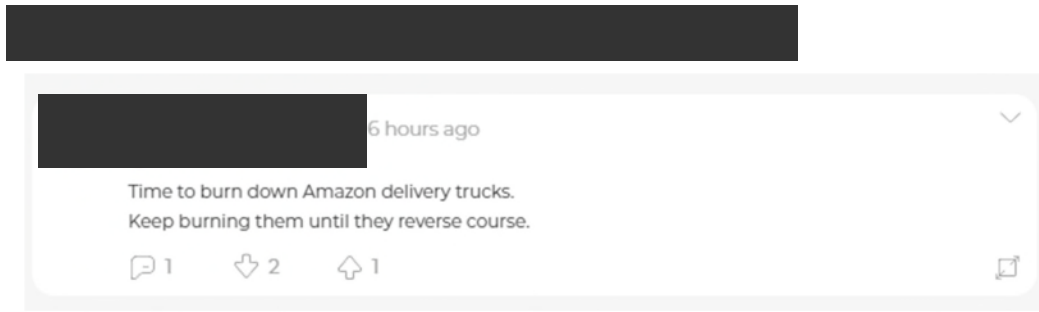 6 hours ago
Time to burn down Amazon delivery trucks.
Keep burning them until they reverse course.
1 2 1